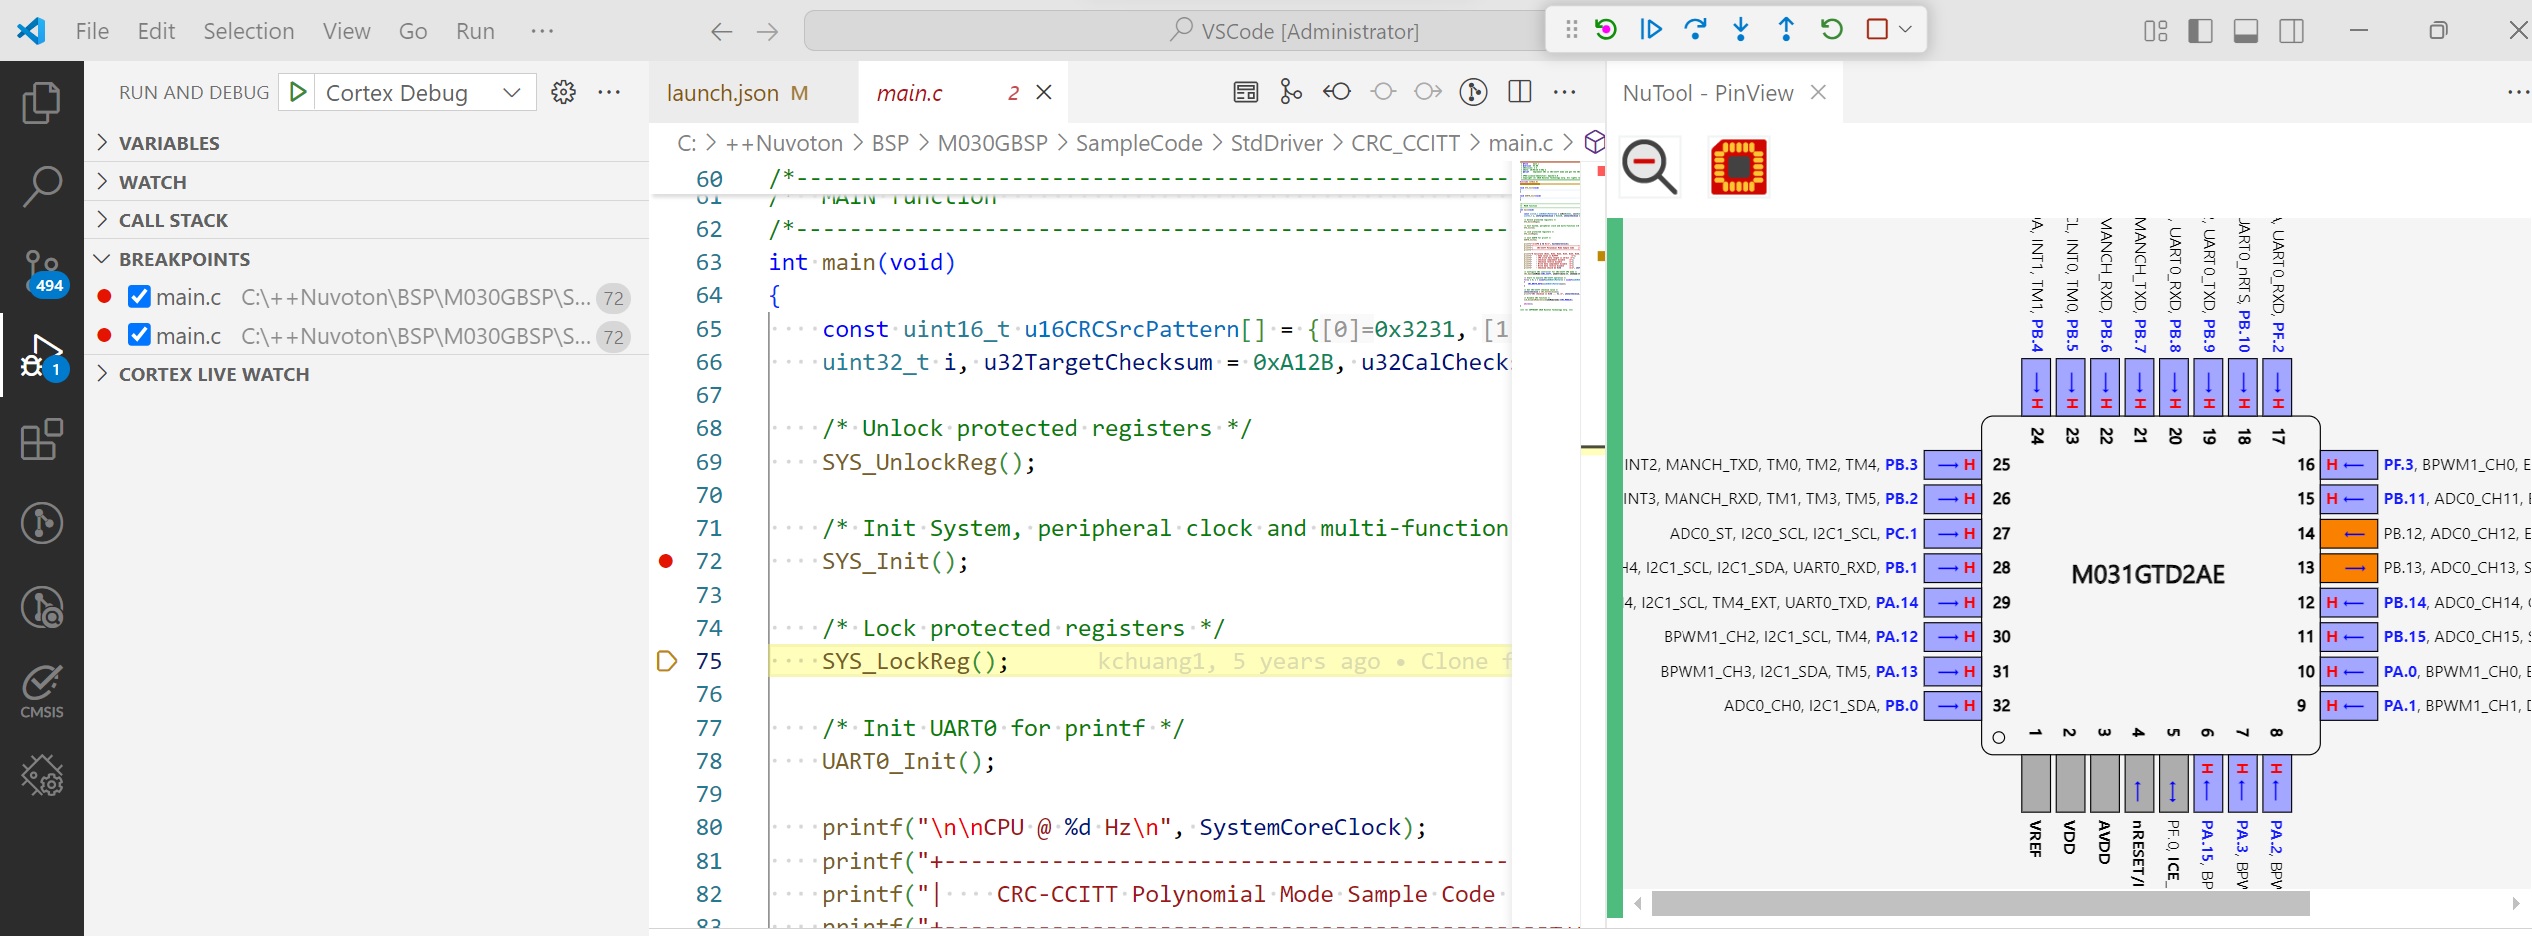 File Edit Selection View Go Run ···
VSCode [Administrator]
RUN AND DEBUG Cortex Debug
VARIABLES
WATCH
CALL STACK
BREAKPOINTS
main.c C:\++Nuvoton\BSP\M030GBSP\S... 72
main.c C:\++Nuvoton\BSP\M030GBSP\S... 72
CORTEX LIVE WATCH
494
1
CMSIS
launch.json M
main.c 2
C: > ++Nuvoton > BSP > M030GBSP > SampleCode > StdDriver > CRC_CCITT > main.c >
60 /*-----------------------------------------------------
61 / MAIN function
62 /*-----------------------------------------------------
63 int main(void)
64 {
65 const uint16_t u16CRCSrcPattern[] = {[0]=0x3231, [1
66 uint32_t i, u32TargetChecksum = 0xA12B, u32CalCheck
67
68 /* Unlock protected registers */
69 SYS_UnlockReg();
70
71 /* Init System, peripheral clock and multi-function
72 SYS_Init();
73
74 /* Lock protected registers */
75 SYS_LockReg(); kchuang1, 5 years ago • Clone f
76
77 /* Init UART0 for printf */
78 UART0_Init();
79
80 printf("\n\nCPU @ %d Hz\n", SystemCoreClock);
81 printf("+------------------------------------------
82 printf("| CRC-CCITT Polynomial Mode Sample Code
83 printf("+------------------------------------------
NuTool - PinView
A, INT1, TM1, PB.4
CL, INT0, TM0, PB.5
MANCH_RXD, PB.6
MANCH_TXD, PB.7
, UART0_RXD, PB.8
, UART0_TXD, PB.9
UART0_nRTS, PB.10
A, UART0_RXD, PF.2
H H H H H H H H
24 23 22 21 20 19 18 17
INT2, MANCH_TXD, TM0, TM2, TM4, PB.3 H 25
INT3, MANCH_RXD, TM1, TM3, TM5, PB.2 H 26
ADC0_ST, I2C0_SCL, I2C1_SCL, PC.1 H 27
H4, I2C1_SCL, I2C1_SDA, UART0_RXD, PB.1 H 28
4, I2C1_SCL, TM4_EXT, UART0_TXD, PA.14 H 29
BPWM1_CH2, I2C1_SCL, TM4, PA.12 H 30
BPWM1_CH3, I2C1_SDA, TM5, PA.13 H 31
ADC0_CH0, I2C1_SDA, PB.0 H 32
M031GTD2AE
16 H PF.3, BPWM1_CH0, E
15 H PB.11, ADC0_CH11,
14 PB.12, ADC0_CH12, E
13 PB.13, ADC0_CH13, S
12 H PB.14, ADC0_CH14,
11 H PB.15, ADC0_CH15, S
10 H PA.0, BPWM1_CH0, E
9 H PA.1, BPWM1_CH1, D
1 2 3 4 5 6 7 8
H H H
VREF
VDD
AVDD
nRESET/I
PF.0, ICE_
PA.15, BP
PA.3, BPW
PA.2, BPW